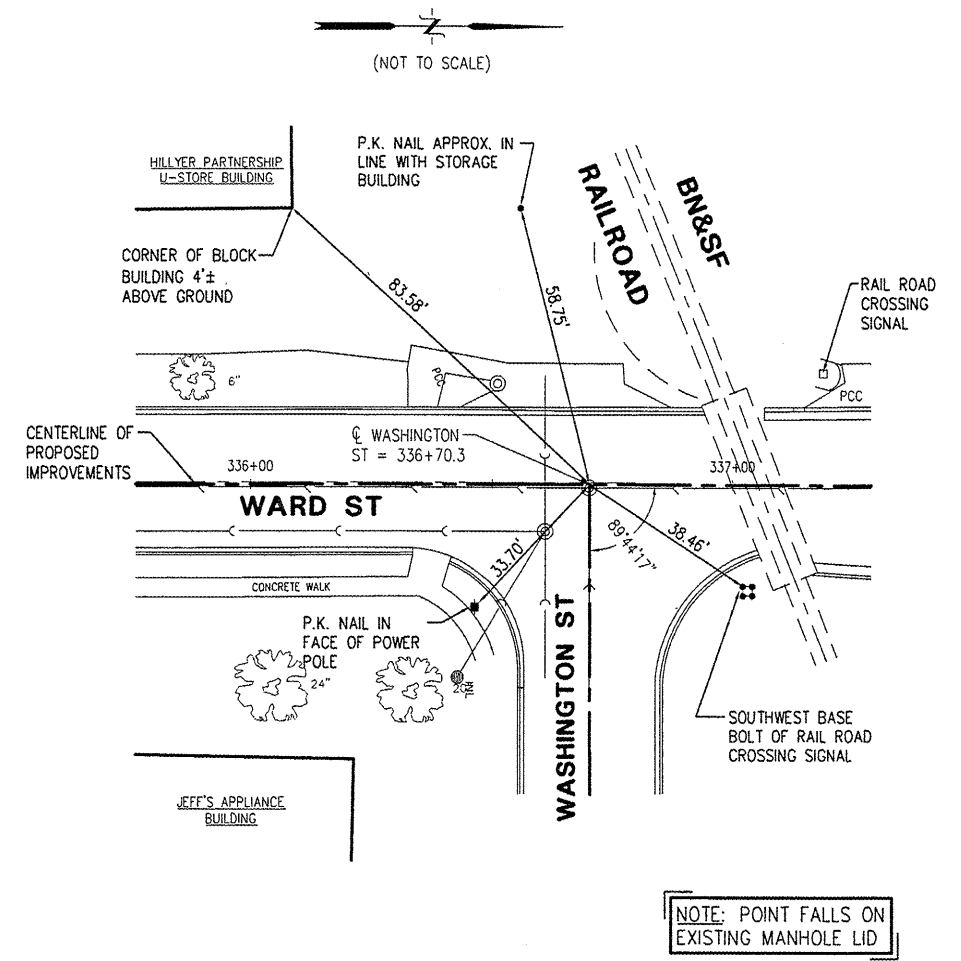 (NOT TO SCALE)
HILLYER PARTNERSHIP
U-STORE BUILDING
P.K. NAIL APPROX. IN
LINE WITH STORAGE
BUILDING
RAILROAD
BN&SF
CORNER OF BLOCK
BUILDING 4'±
ABOVE GROUND
83.58'
58.75'
RAIL ROAD
CROSSING
SIGNAL
6"
PCC
PCC
CENTERLINE OF
PROPOSED
IMPROVEMENTS
℄ WASHINGTON
ST = 336+70.3
336+00
337+00
WARD ST
89°44'17"
38.46'
33.70'
CONCRETE WALK
P.K. NAIL IN
FACE OF POWER
POLE
24"
WASHINGTON ST
SOUTHWEST BASE
BOLT OF RAIL ROAD
CROSSING SIGNAL
JEFF'S APPLIANCE
BUILDING
NOTE: POINT FALLS ON
EXISTING MANHOLE LID